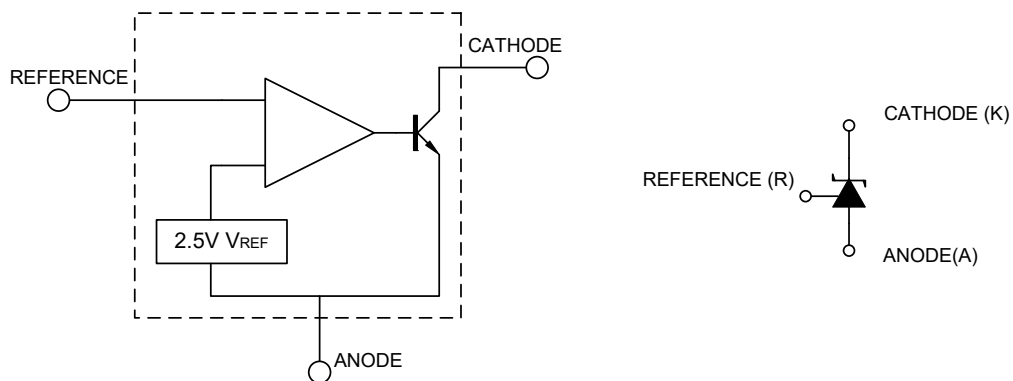 CATHODE
REFERENCE
2.5V VREF
ANODE
CATHODE (K)
REFERENCE (R)
ANODE(A)